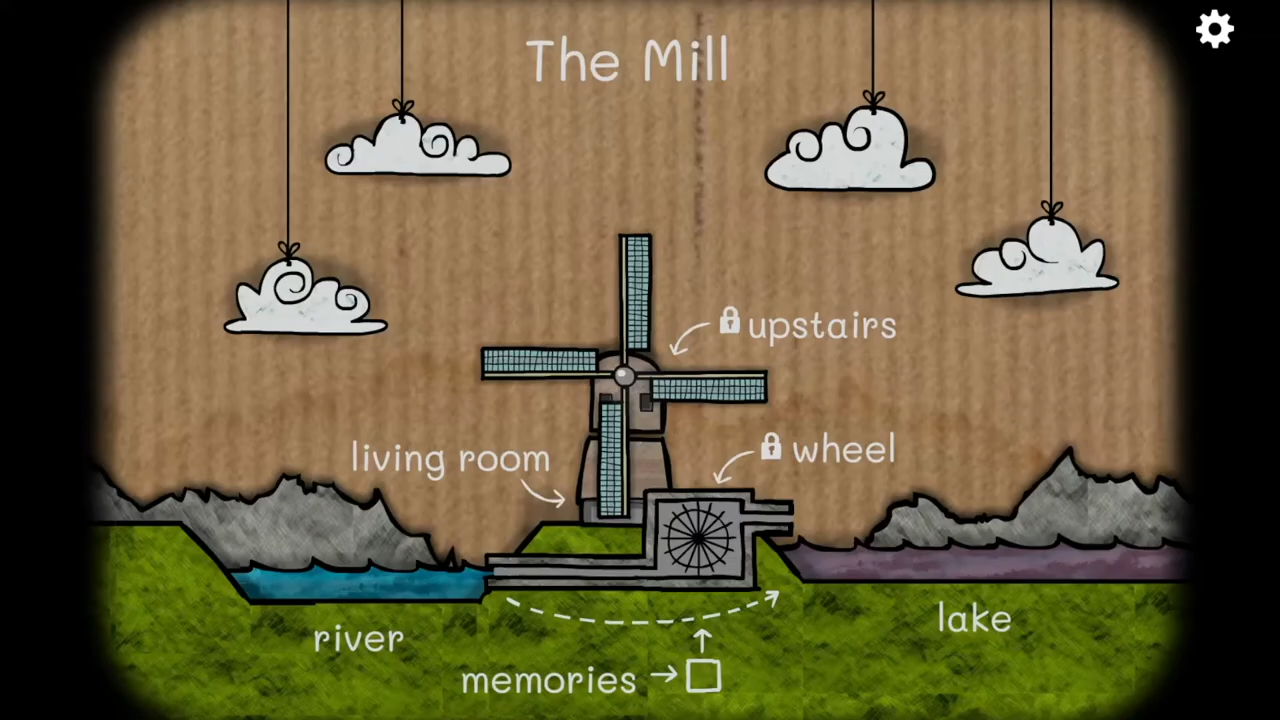 The Mill
upstairs
wheel
living room
river
lake
memories